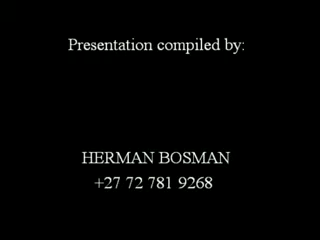 Presentation compiled by:
HERMAN BOSMAN
+27 72 781 9268